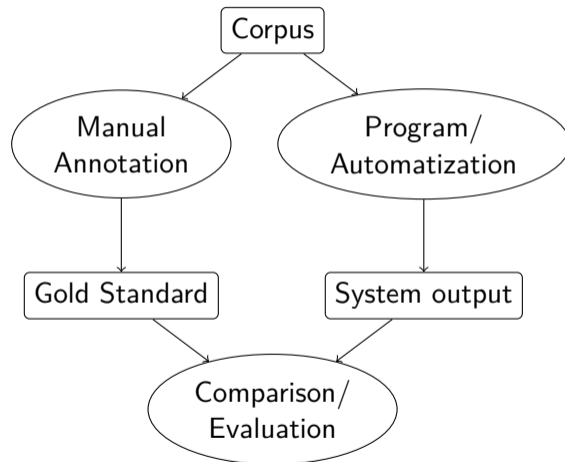 Corpus
Manual
Annotation
Program/
Automatization
Gold Standard
System output
Comparison/
Evaluation